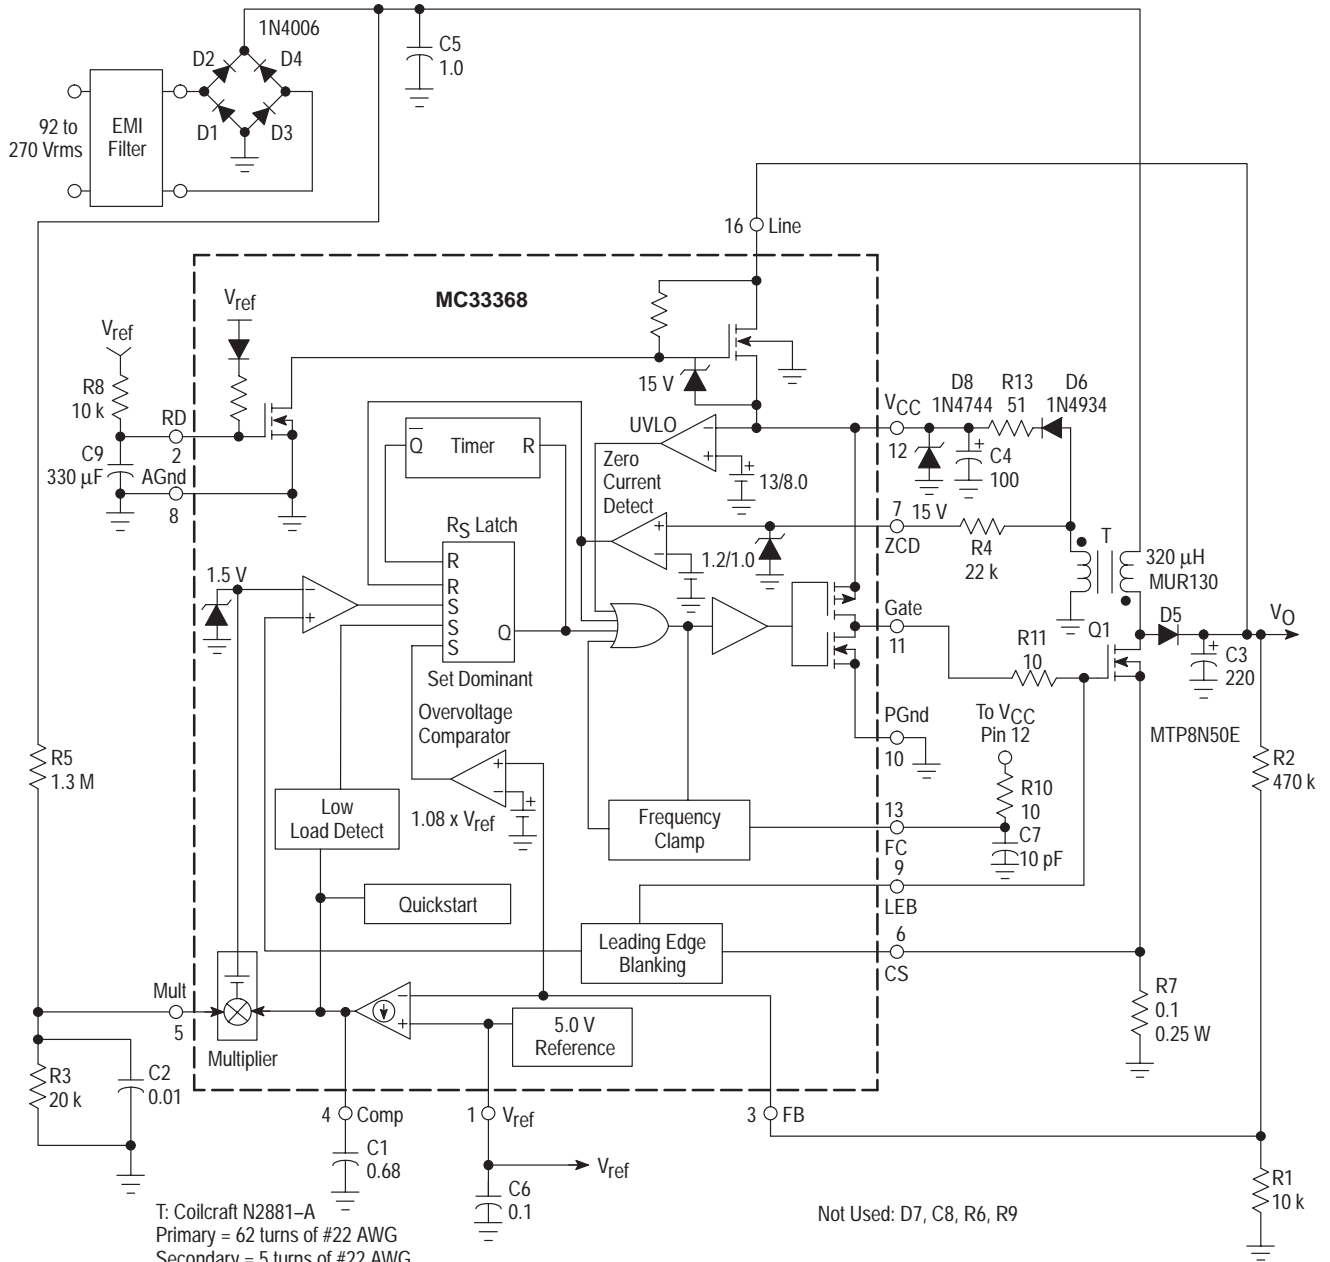 1N4006
C5
1.0
D2
D4
D1
D3
92 to
270 Vrms
EMI
Filter
16
Line
MC33368
Vref
Vref
R8
10 k
RD
2
C9
330 µF
AGnd
8
15 V
UVLO
13/8.0
VCC
12
D8
1N4744
R13
51
D6
1N4934
C4
100
Q
Timer
R
Zero
Current
Detect
1.2/1.0
7
15 V
ZCD
R4
22 k
T
320 µH
MUR130
RS Latch
R
R
S
S
S
Q
Set Dominant
1.5 V
Gate
11
R11
10
Q1
D5
VO
C3
220
MTP8N50E
R2
470 k
Overvoltage
Comparator
1.08 x Vref
PGnd
10
To VCC
Pin 12
R10
10
C7
10 pF
R5
1.3 M
Low
Load Detect
Frequency
Clamp
13
FC
9
LEB
Quickstart
Leading Edge
Blanking
6
CS
R7
0.1
0.25 W
Mult
5
Multiplier
5.0 V
Reference
R3
20 k
C2
0.01
4
Comp
1
Vref
3
FB
C1
0.68
Vref
C6
0.1
R1
10 k
T: Coilcraft N2881–A
Primary = 62 turns of #22 AWG
Secondary = 5 turns of #22 AWG
Not Used: D7, C8, R6, R9